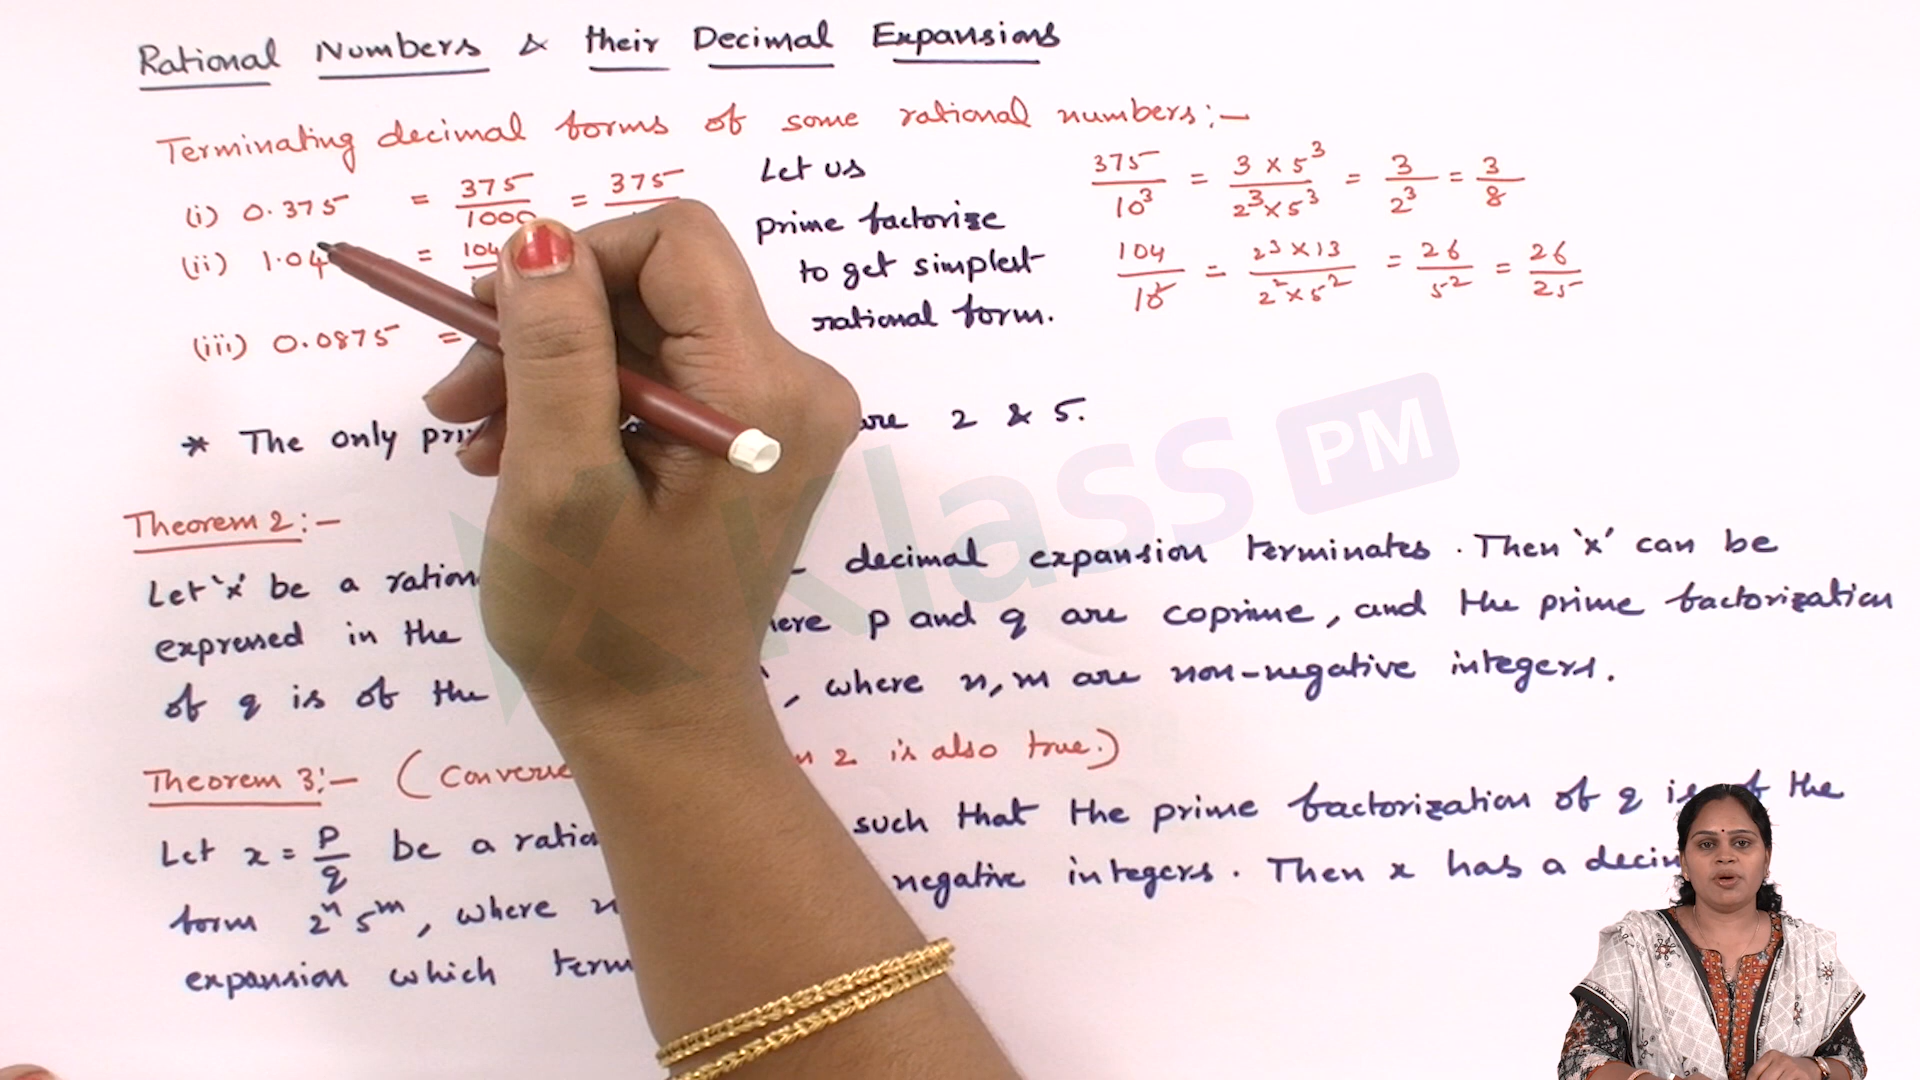 Rational Numbers & their Decimal Expansions
Terminating decimal forms of some rational numbers:-
(i) 0.375 = 375/1000 = 375
(ii) 1.04 = 104
(iii) 0.0875 =
Let us
prime factorize
to get simplest
rational form.
375/10³ = 3 × 5³/2³×5³ = 3/2³ = 3/8
104/10² = 2³×13/2²×5² = 26/5² = 26/25
* The only are 2 & 5.
Theorem 2:-
Let 'x' be a decimal expansion terminates. Then 'x' can be
expressed in the p and q are coprime, and the prime factorization
of q is of the , where n, m are non-negative integers.
Theorem 3:- (Converse 2 is also true.)
Let x = p/q be a such that the prime factorization of q is of the
form 2ⁿ 5ᵐ, where n negative integers. Then x has a
expansion which
Klass PM